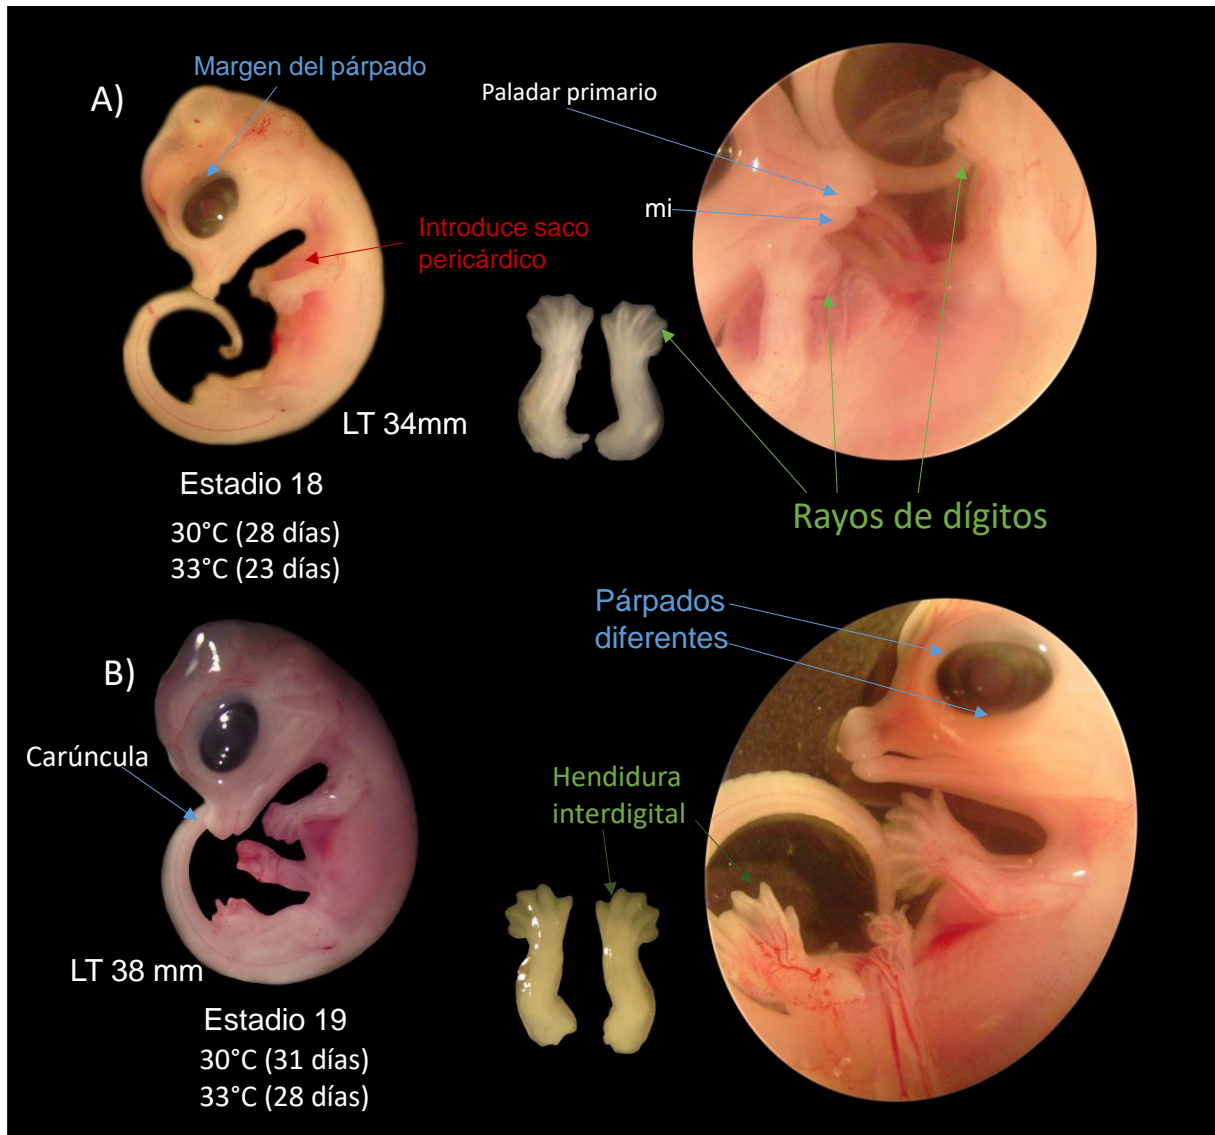 A)
Margen del párpado
Paladar primario
mi
Introduce saco
pericárdico
LT 34mm
Estadio 18
30°C (28 días)
33°C (23 días)
Rayos de dígitos
B)
Párpados
diferentes
Carúncula
Hendidura
interdigital
LT 38 mm
Estadio 19
30°C (31 días)
33°C (28 días)